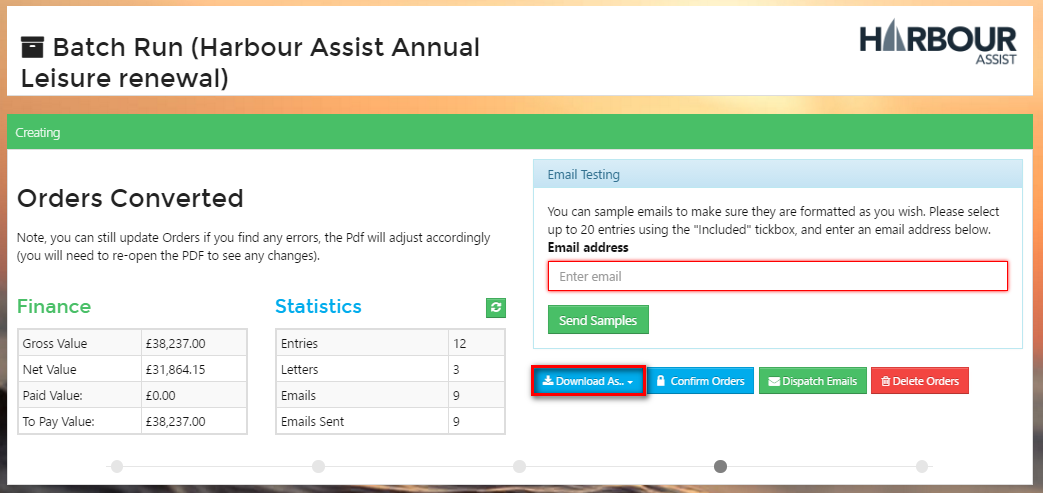 Batch Run (Harbour Assist Annual
Leisure renewal)
HARBOUR
ASSIST
Creating
Orders Converted
Note, you can still update Orders if you find any errors, the Pdf will adjust accordingly
(you will need to re-open the PDF to see any changes).
Finance
Gross Value £38,237.00
Net Value £31,864.15
Paid Value: £0.00
To Pay Value: £38,237.00
Statistics
Entries 12
Letters 3
Emails 9
Emails Sent 9
Email Testing
You can sample emails to make sure they are formatted as you wish. Please select
up to 20 entries using the "Included" tickbox, and enter an email address below.
Email address
Enter email
Send Samples
Download As.. Confirm Orders Dispatch Emails Delete Orders